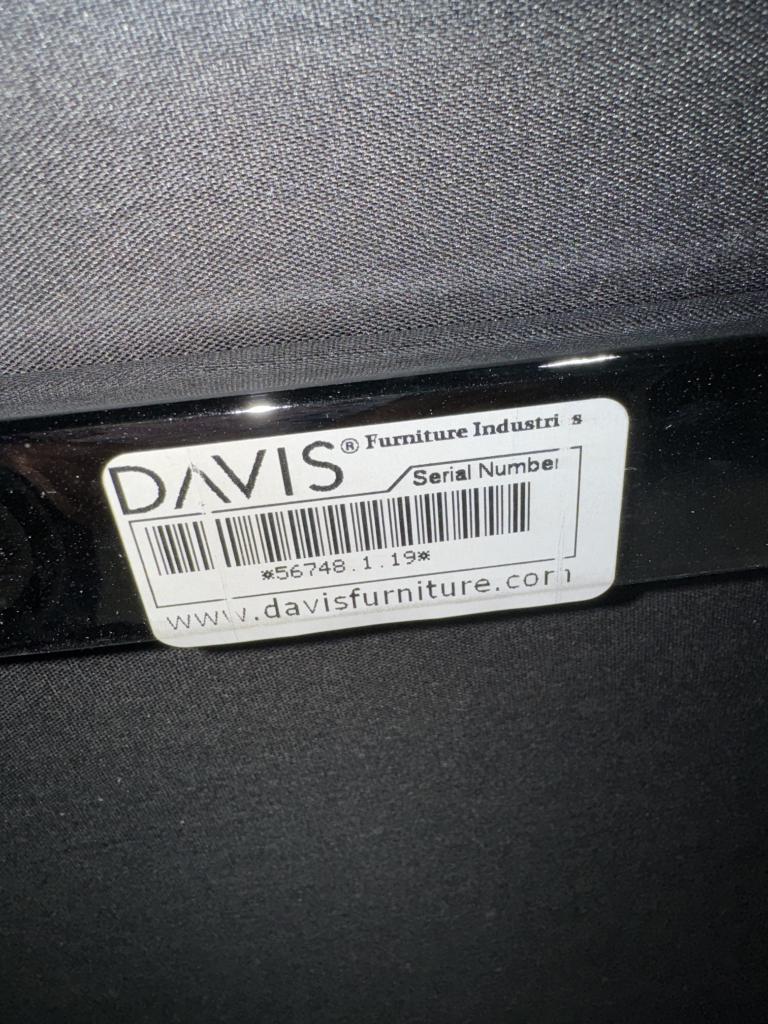 DAVIS® Furniture Industri s
Serial Number
*56748.1.19*
www.davisfurniture.com